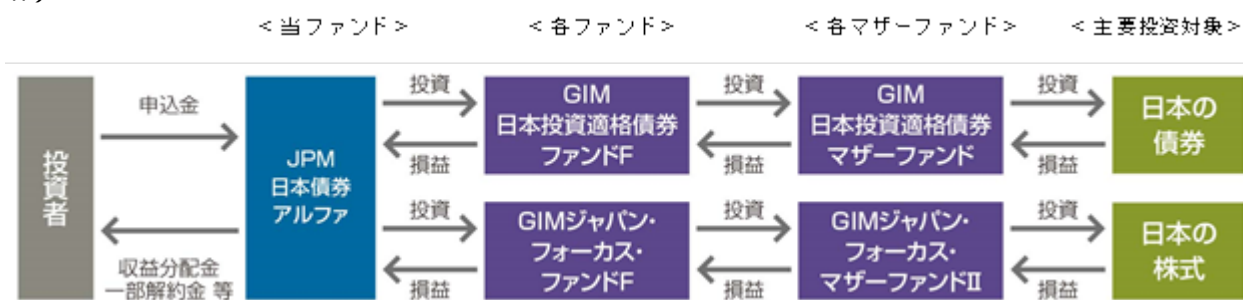 <当ファンド>
<各ファンド>
<各マザーファンド>
<主要投資対象>
投資者
申込金
収益分配金
一部解約金 等
JPM
日本債券
アルファ
投資
損益
GIM
日本投資適格債券
ファンドF
投資
損益
GIM
日本投資適格債券
マザーファンド
投資
損益
日本の
債券
投資
損益
GIMジャパン・
フォーカス・
ファンドF
投資
損益
GIMジャパン・
フォーカス・
マザーファンドII
投資
損益
日本の
株式